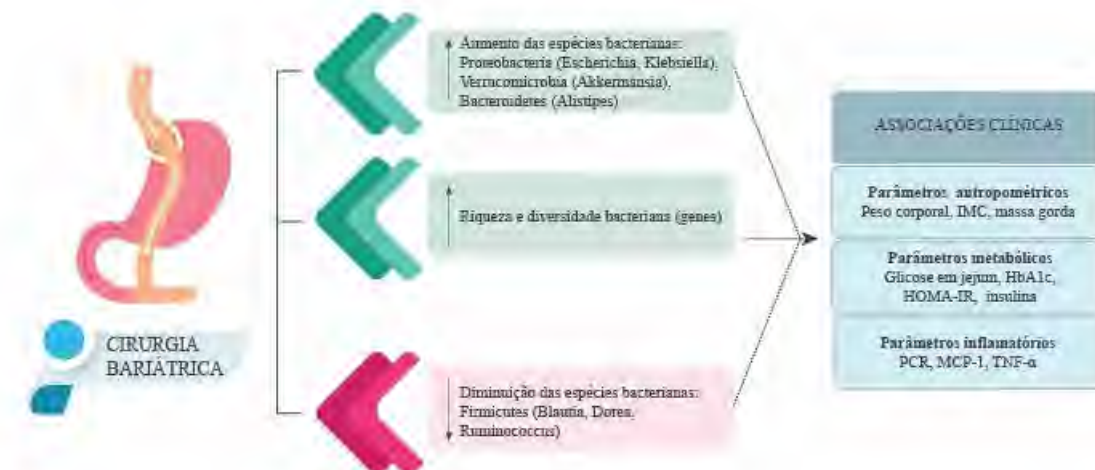 Aumento das espécies bacterianas:
Proteobacteria (Escherichia, Klebsiella),
Verrucomicrobia (Akkermansia),
Bacteroidetes (Alistipes)
Riqueza e diversidade bacteriana (genes)
CIRURGIA
BARIÁTRICA
Diminuição das espécies bacterianas:
Firmicutes (Blautia, Dorea,
Ruminococcus)
ASSOCIAÇÕES CLÍNICAS
Parâmetros antropométricos
Peso corporal, IMC, massa gorda
Parâmetros metabólicos
Glicose em jejum, HbA1c,
HOMA-IR, insulina
Parâmetros inflamatórios
PCR, MCP-1, TNF-α